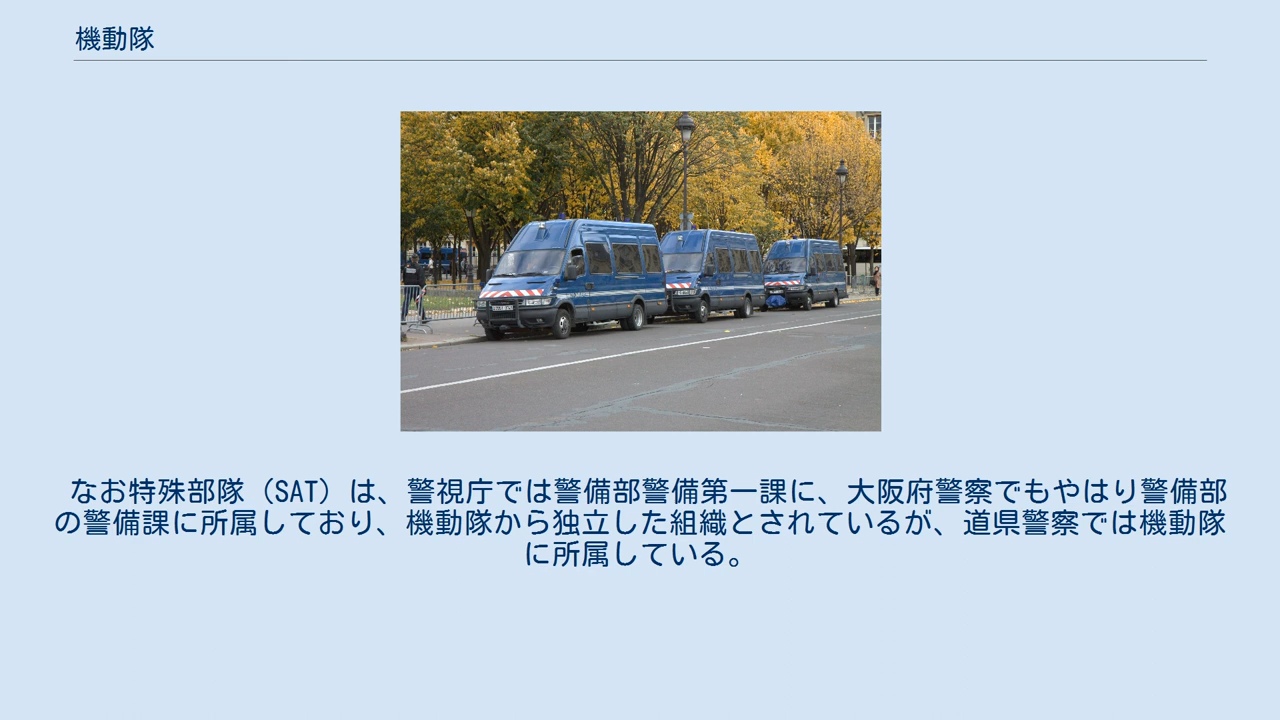 機動隊
なお特殊部隊（SAT）は、警視庁では警備部警備第一課に、大阪府警察でもやはり警備部
の警備課に所属しており、機動隊から独立した組織とされているが、道県警察では機動隊
に所属している。